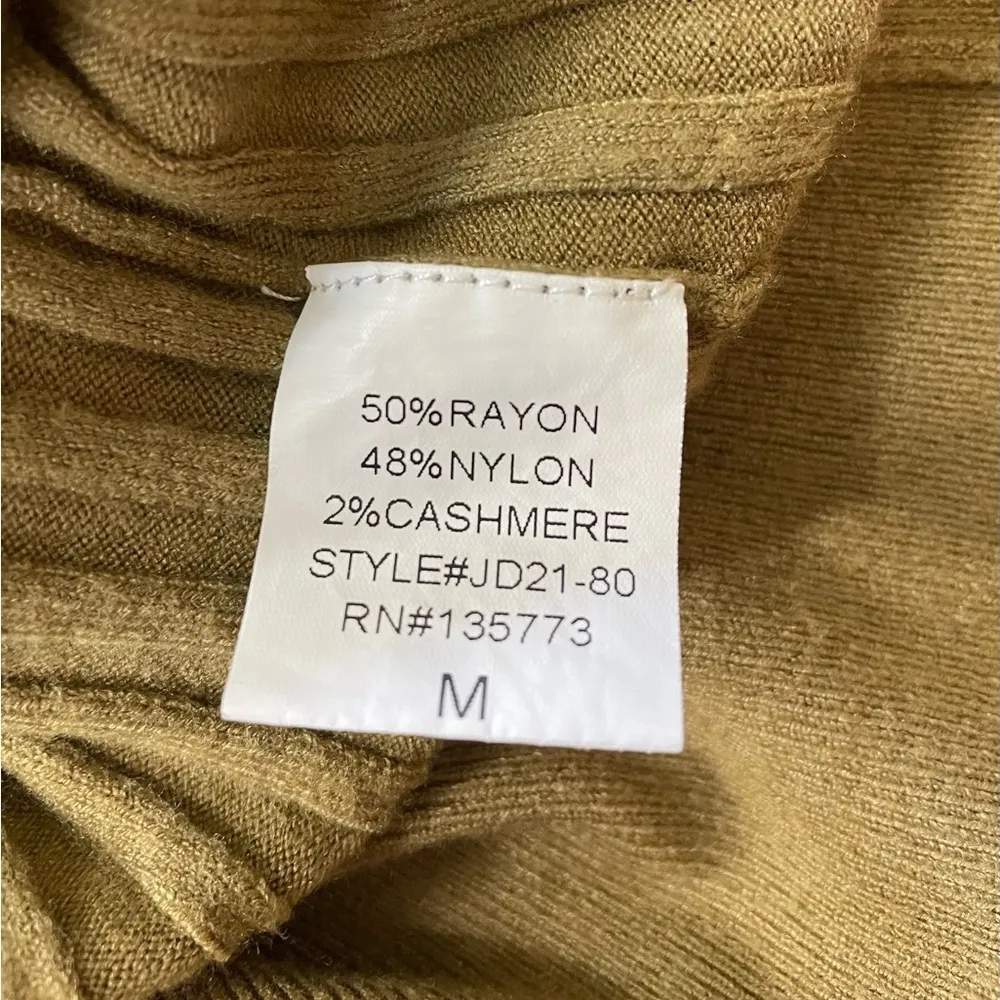 50%RAYON
48%NYLON
2%CASHMERE
STYLE#JD21-80
RN#135773
M